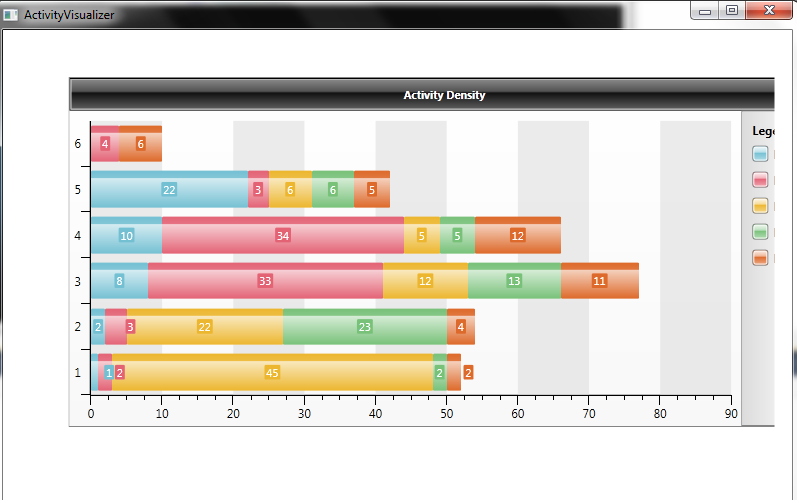 ActivityVisualizer
Activity Density
Lege
6 4 6
5 22 3 6 6 5
4 10 34 5 5 12
3 8 33 12 13 11
2 2 3 22 23 4
1 1 2 45 2 2
0 10 20 30 40 50 60 70 80 90